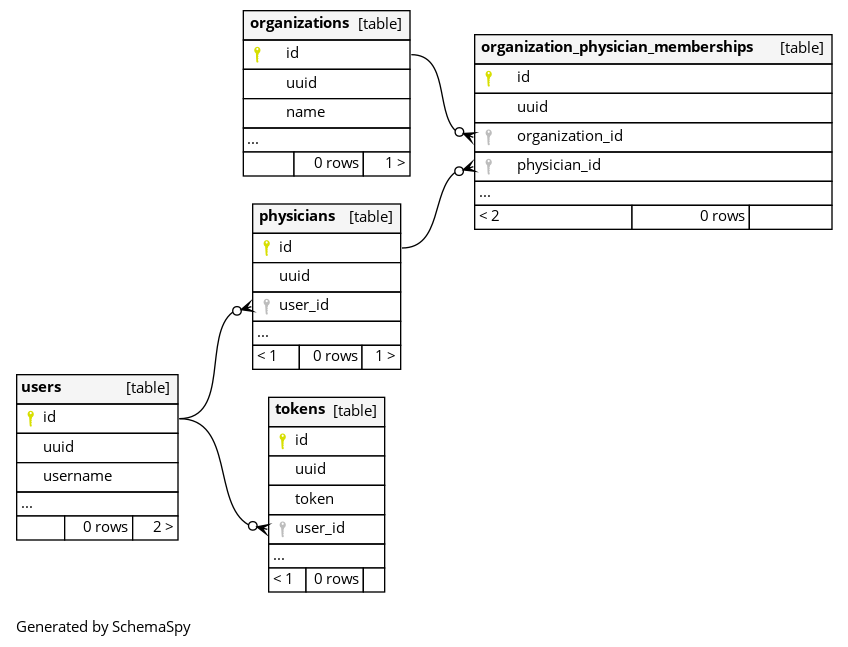 organizations [table]
id
uuid
name
...
0 rows 1 >
organization_physician_memberships [table]
id
uuid
organization_id
physician_id
...
< 2 0 rows
physicians [table]
id
uuid
user_id
...
< 1 0 rows 1 >
users [table]
id
uuid
username
...
0 rows 2 >
tokens [table]
id
uuid
token
user_id
...
< 1 0 rows
Generated by SchemaSpy